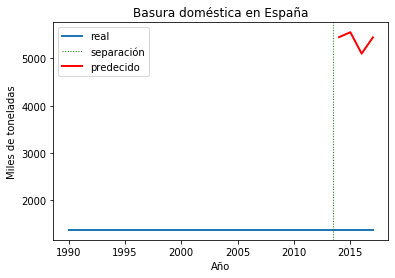 Basura doméstica en España
real
separación
predecido
Miles de toneladas
5000
4000
3000
2000
1990
1995
2000
2005
2010
2015
Año